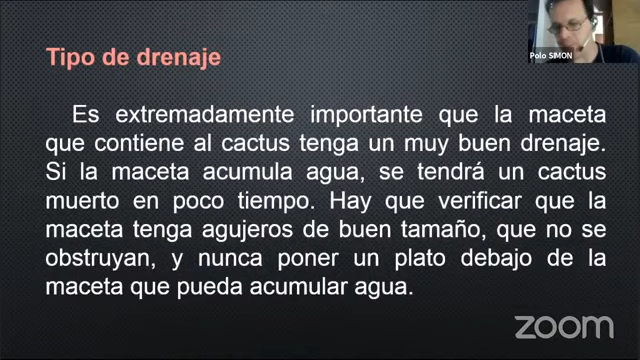 Polo SIMON
Tipo de drenaje
Es extremadamente importante que la maceta
que contiene al cactus tenga un muy buen drenaje.
Si la maceta acumula agua, se tendrá un cactus
muerto en poco tiempo. Hay que verificar que la
maceta tenga agujeros de buen tamaño, que no se
obstruyan, y nunca poner un plato debajo de la
maceta que pueda acumular agua.
zoom